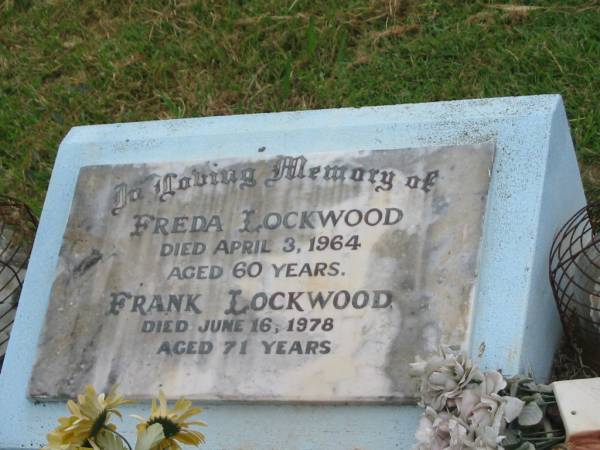 In Loving Memory of
FREDA LOCKWOOD
DIED APRIL 3, 1964
AGED 60 YEARS.
FRANK LOCKWOOD
DIED JUNE 16, 1978
AGED 71 YEARS